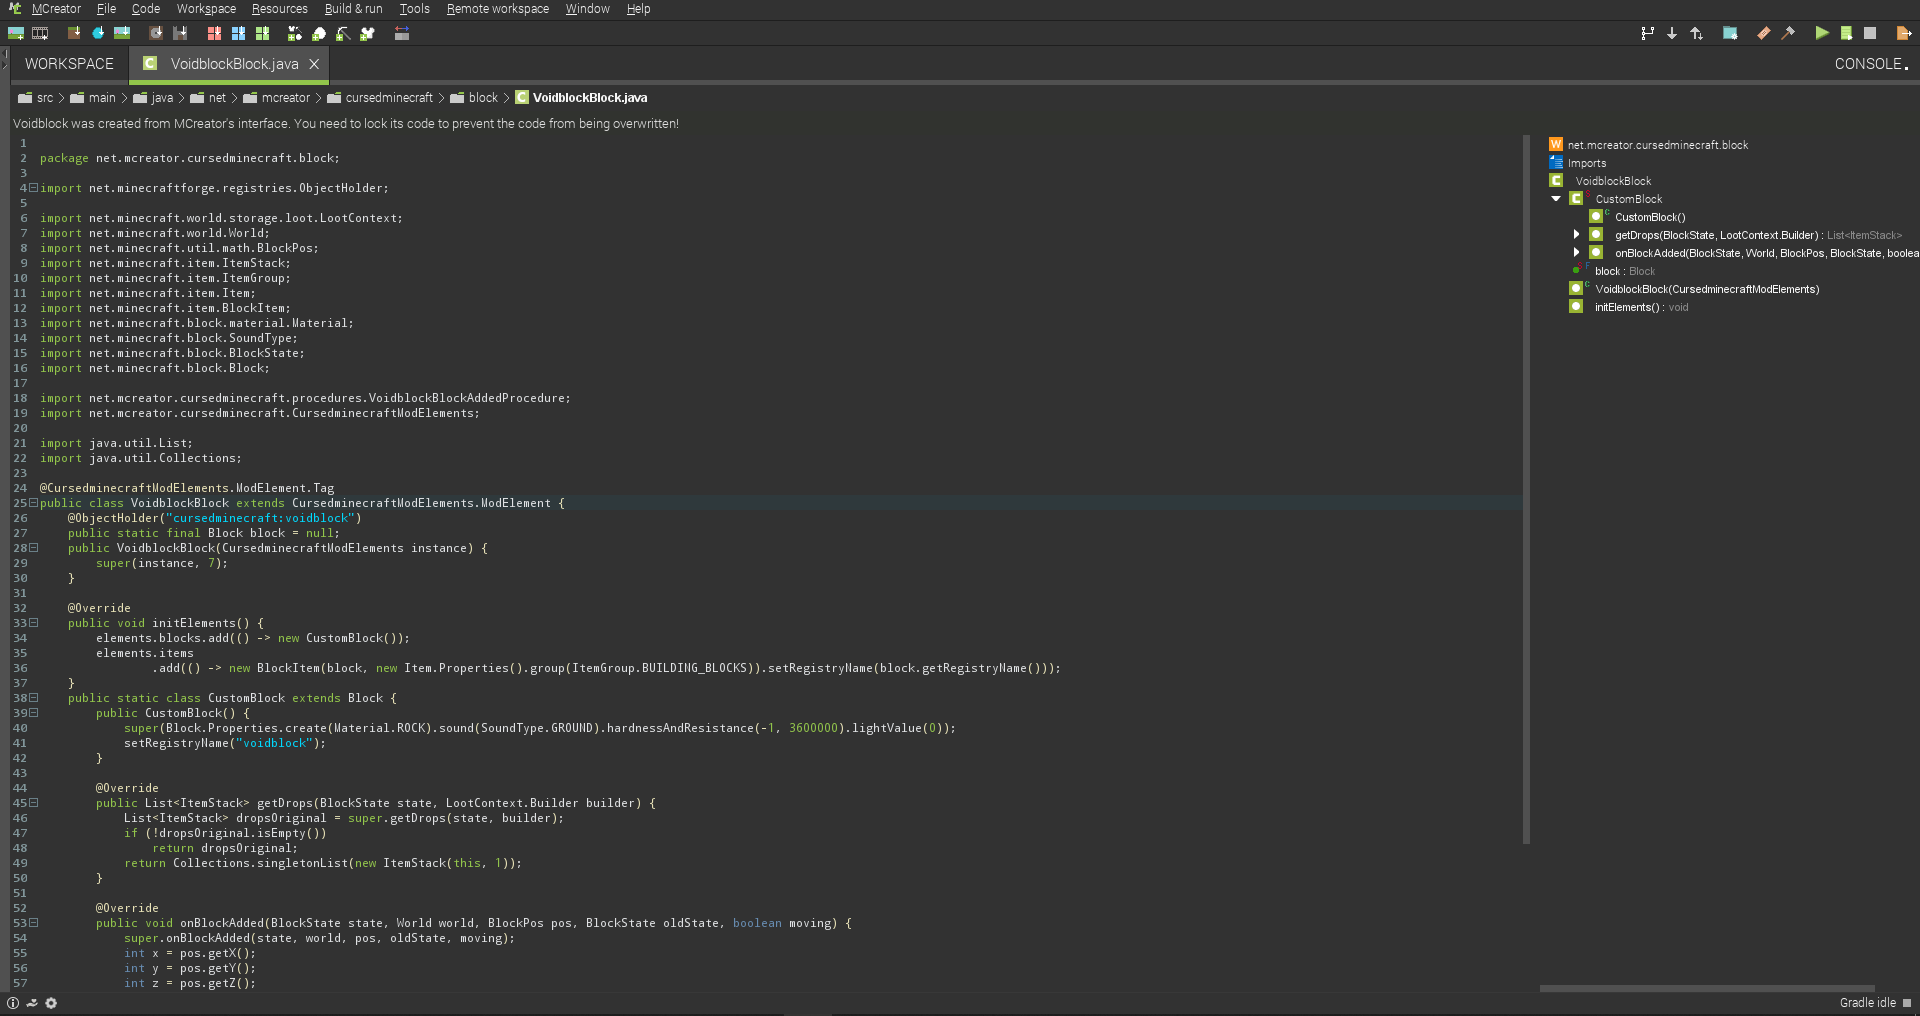 MCreator File Code Workspace Resources Build & run Tools Remote workspace Window Help
WORKSPACE VoidblockBlock.java CONSOLE
src main java net mcreator cursedminecraft block VoidblockBlock.java
Voidblock was created from MCreator's interface. You need to lock its code to prevent the code from being overwritten!
1
2 package net.mcreator.cursedminecraft.block;
3
4 import net.minecraftforge.registries.ObjectHolder;
5
6 import net.minecraft.world.storage.loot.LootContext;
7 import net.minecraft.world.World;
8 import net.minecraft.util.math.BlockPos;
9 import net.minecraft.item.ItemStack;
10 import net.minecraft.item.ItemGroup;
11 import net.minecraft.item.Item;
12 import net.minecraft.item.BlockItem;
13 import net.minecraft.block.material.Material;
14 import net.minecraft.block.SoundType;
15 import net.minecraft.block.BlockState;
16 import net.minecraft.block.Block;
17
18 import net.mcreator.cursedminecraft.procedures.VoidblockBlockAddedProcedure;
19 import net.mcreator.cursedminecraft.CursedminecraftModElements;
20
21 import java.util.List;
22 import java.util.Collections;
23
24 @CursedminecraftModElements.ModElement.Tag
25 public class VoidblockBlock extends CursedminecraftModElements.ModElement {
26 @ObjectHolder("cursedminecraft:voidblock")
27 public static final Block block = null;
28 public VoidblockBlock(CursedminecraftModElements instance) {
29 super(instance, 7);
30 }
31
32 @Override
33 public void initElements() {
34 elements.blocks.add(() -> new CustomBlock());
35 elements.items
36 .add(() -> new BlockItem(block, new Item.Properties().group(ItemGroup.BUILDING_BLOCKS)).setRegistryName(block.getRegistryName()));
37 }
38 public static class CustomBlock extends Block {
39 public CustomBlock() {
40 super(Block.Properties.create(Material.ROCK).sound(SoundType.GROUND).hardnessAndResistance(-1, 3600000).lightValue(0));
41 setRegistryName("voidblock");
42 }
43
44 @Override
45 public List<ItemStack> getDrops(BlockState state, LootContext.Builder builder) {
46 List<ItemStack> dropsOriginal = super.getDrops(state, builder);
47 if (!dropsOriginal.isEmpty())
48 return dropsOriginal;
49 return Collections.singletonList(new ItemStack(this, 1));
50 }
51
52 @Override
53 public void onBlockAdded(BlockState state, World world, BlockPos pos, BlockState oldState, boolean moving) {
54 super.onBlockAdded(state, world, pos, oldState, moving);
55 int x = pos.getX();
56 int y = pos.getY();
57 int z = pos.getZ();
net.mcreator.cursedminecraft.block
Imports
VoidblockBlock
CustomBlock
CustomBlock()
getDrops(BlockState, LootContext.Builder) : List<ItemStack>
onBlockAdded(BlockState, World, BlockPos, BlockState, boolea
block : Block
VoidblockBlock(CursedminecraftModElements)
initElements() : void
Gradle idle